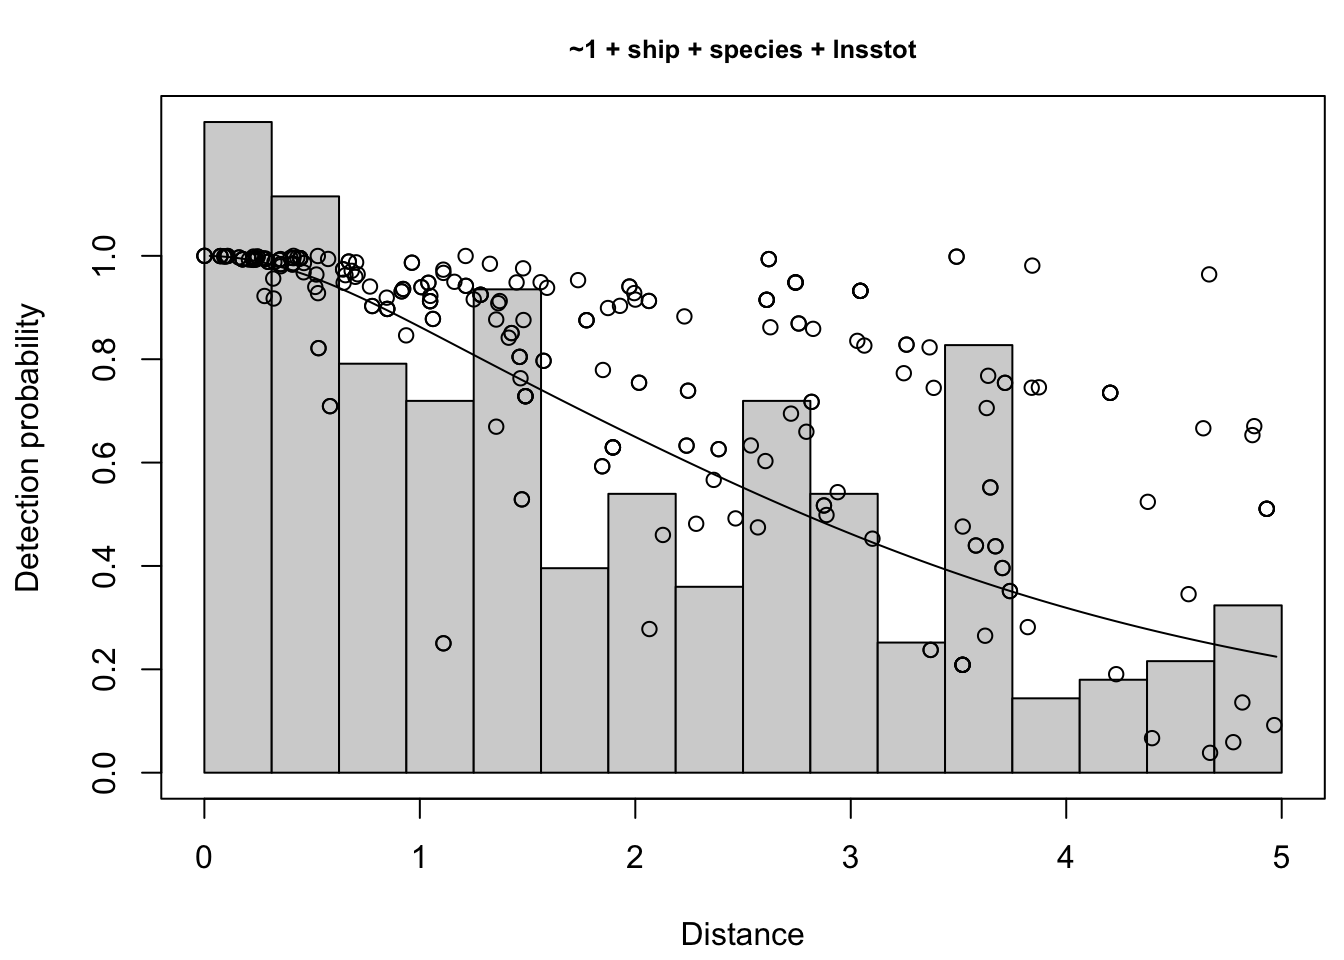 ~1 + ship + species + lnsstot
Detection probability
1.0
0.8
0.6
0.4
0.2
0.0
0 1 2 3 4 5
Distance